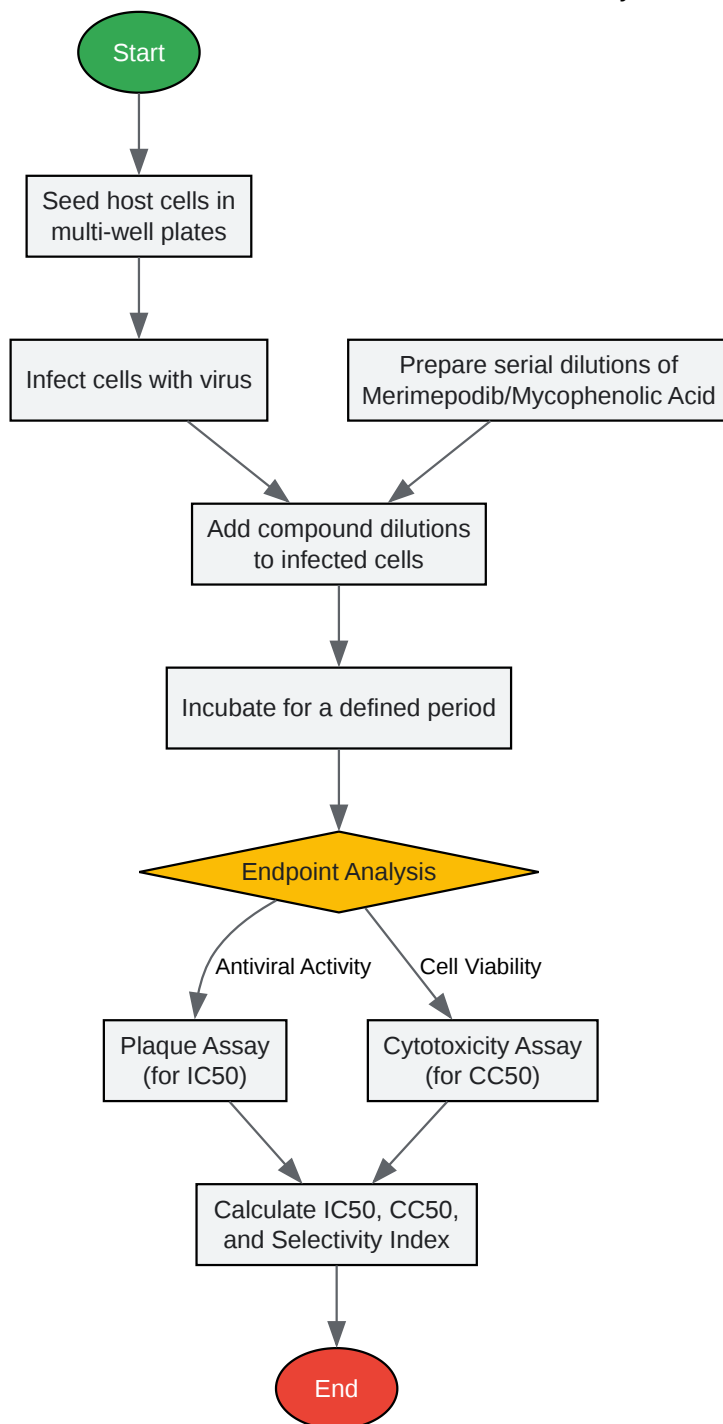 Start
Seed host cells in
multi-well plates
Infect cells with virus
Prepare serial dilutions of
Merimepodib/Mycophenolic Acid
Add compound dilutions
to infected cells
Incubate for a defined period
Endpoint Analysis
Antiviral Activity
Cell Viability
Plaque Assay
(for IC50)
Cytotoxicity Assay
(for CC50)
Calculate IC50, CC50,
and Selectivity Index
End